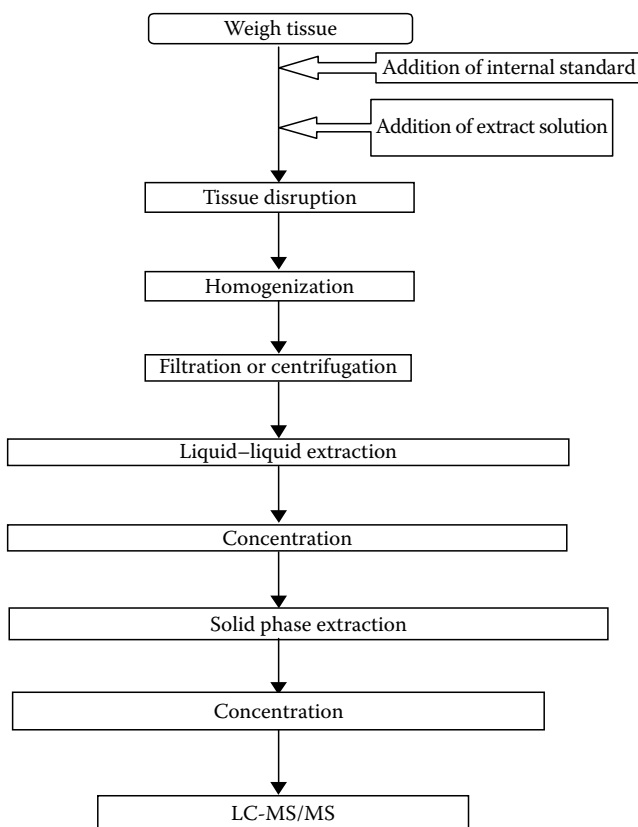 Weigh tissue
Addition of internal standard
Addition of extract solution
Tissue disruption
Homogenization
Filtration or centrifugation
Liquid–liquid extraction
Concentration
Solid phase extraction
Concentration
LC-MS/MS